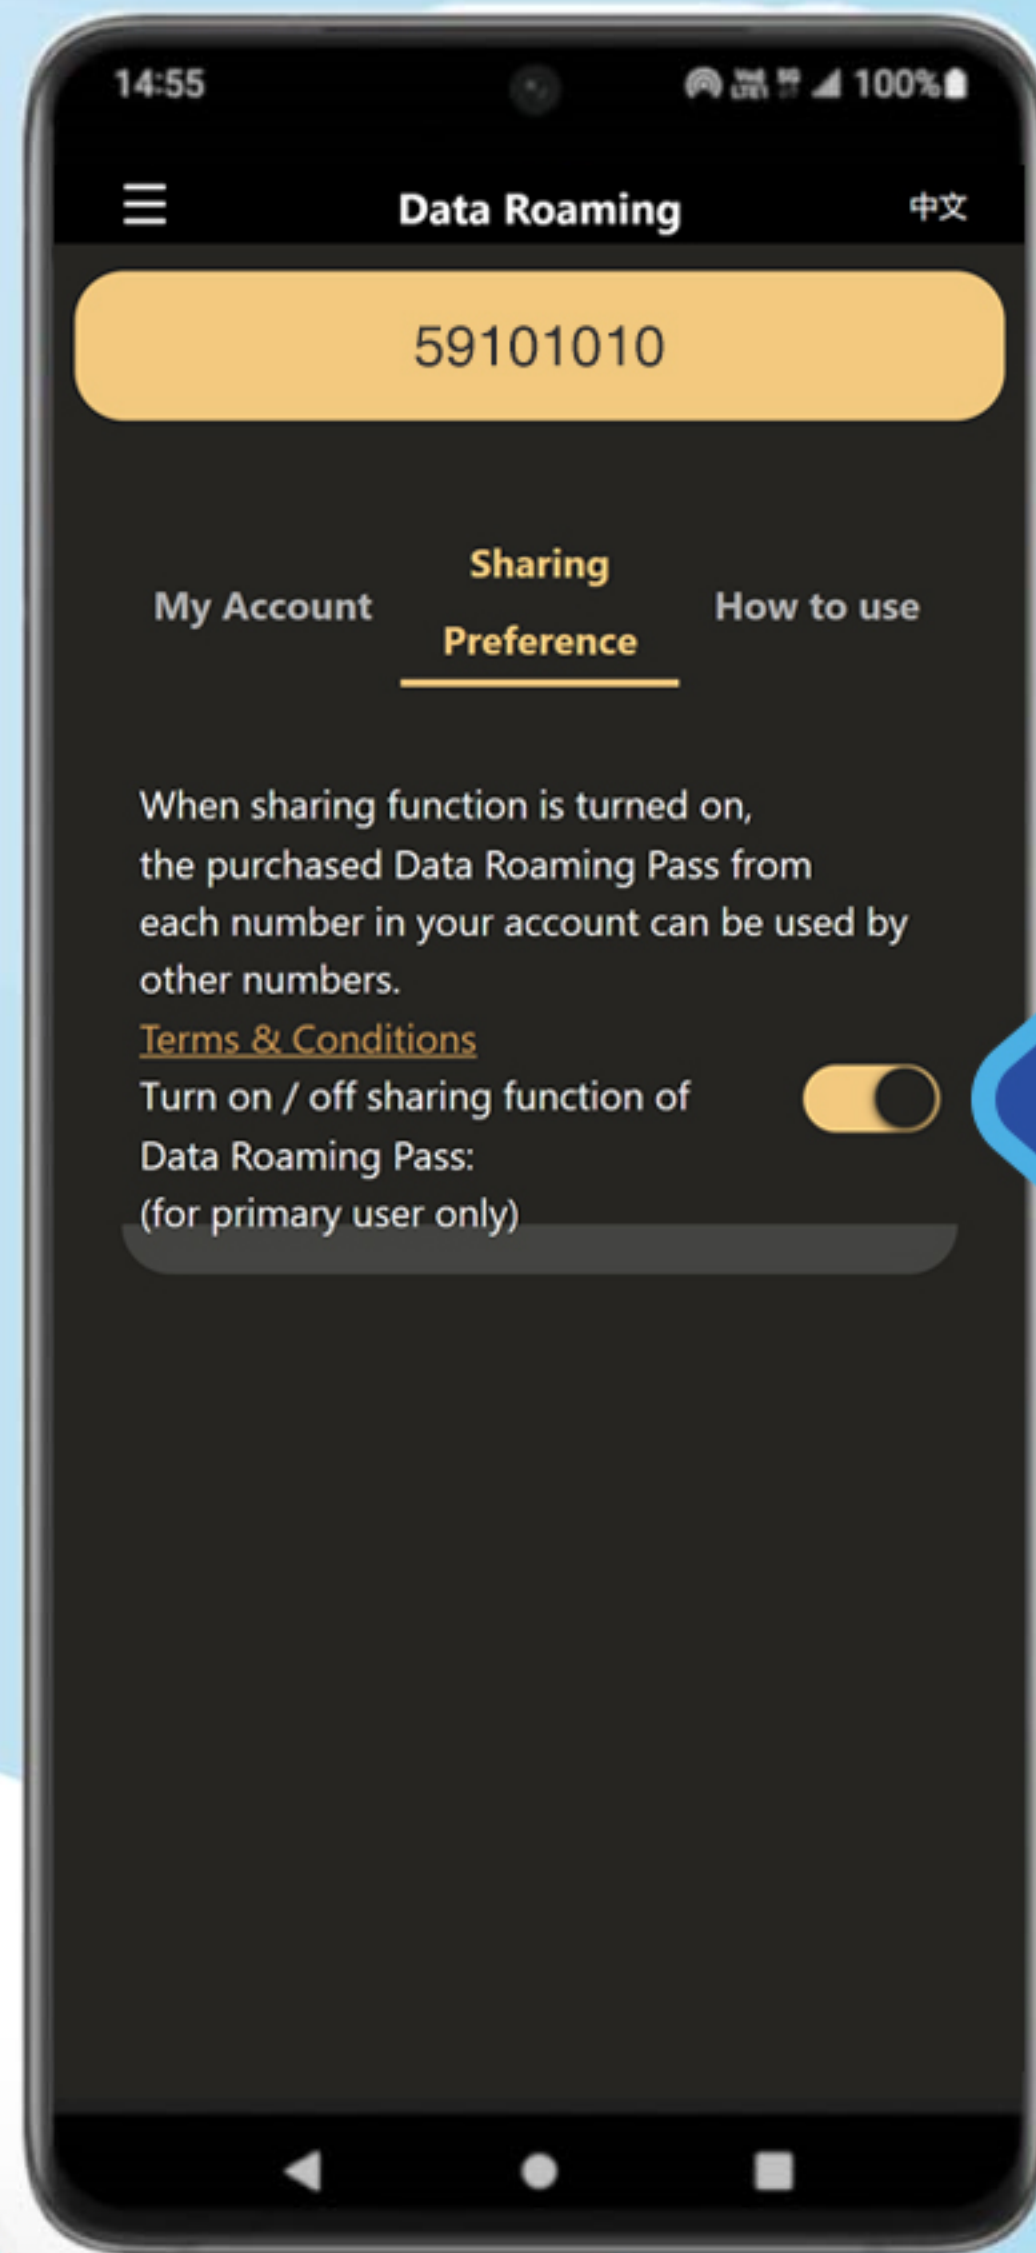 14:55
100%
Data Roaming
中文
59101010
My Account
Sharing
Preference
How to use
When sharing function is turned on,
the purchased Data Roaming Pass from
each number in your account can be used by
other numbers.
Terms & Conditions
Turn on / off sharing function of
Data Roaming Pass:
(for primary user only)